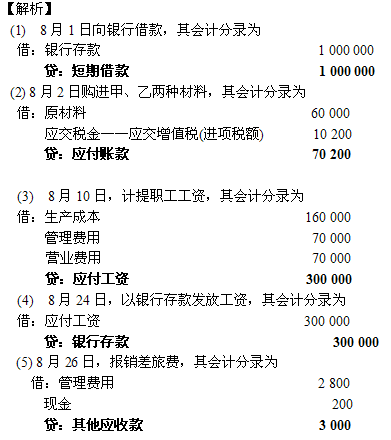 【解析】
(1) 8月1日向银行借款，其会计分录为
借：银行存款 1 000 000
贷：短期借款 1 000 000
(2) 8月2日购进甲、乙两种材料，其会计分录为
借：原材料 60 000
应交税金——应交增值税(进项税额) 10 200
贷：应付账款 70 200
(3) 8月10日，计提职工工资，其会计分录为
借：生产成本 160 000
管理费用 70 000
营业费用 70 000
贷：应付工资 300 000
(4) 8月24日，以银行存款发放工资，其会计分录为
借：应付工资 300 000
贷：银行存款 300 000
(5) 8月26日，报销差旅费，其会计分录为
借：管理费用 2 800
现金 200
贷：其他应收款 3 000